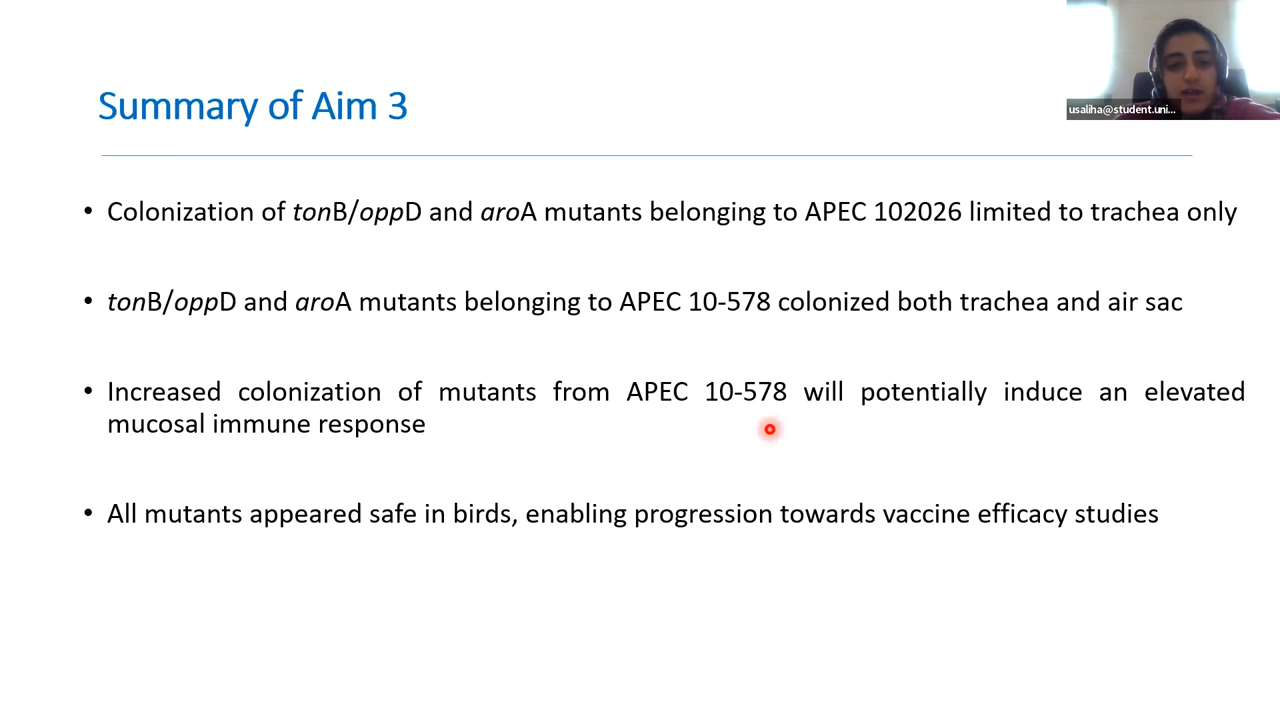 Summary of Aim 3
usaliha@student.uni...
• Colonization of tonB/oppD and aroA mutants belonging to APEC 102026 limited to trachea only
• tonB/oppD and aroA mutants belonging to APEC 10-578 colonized both trachea and air sac
• Increased colonization of mutants from APEC 10-578 will potentially induce an elevated
mucosal immune response
• All mutants appeared safe in birds, enabling progression towards vaccine efficacy studies